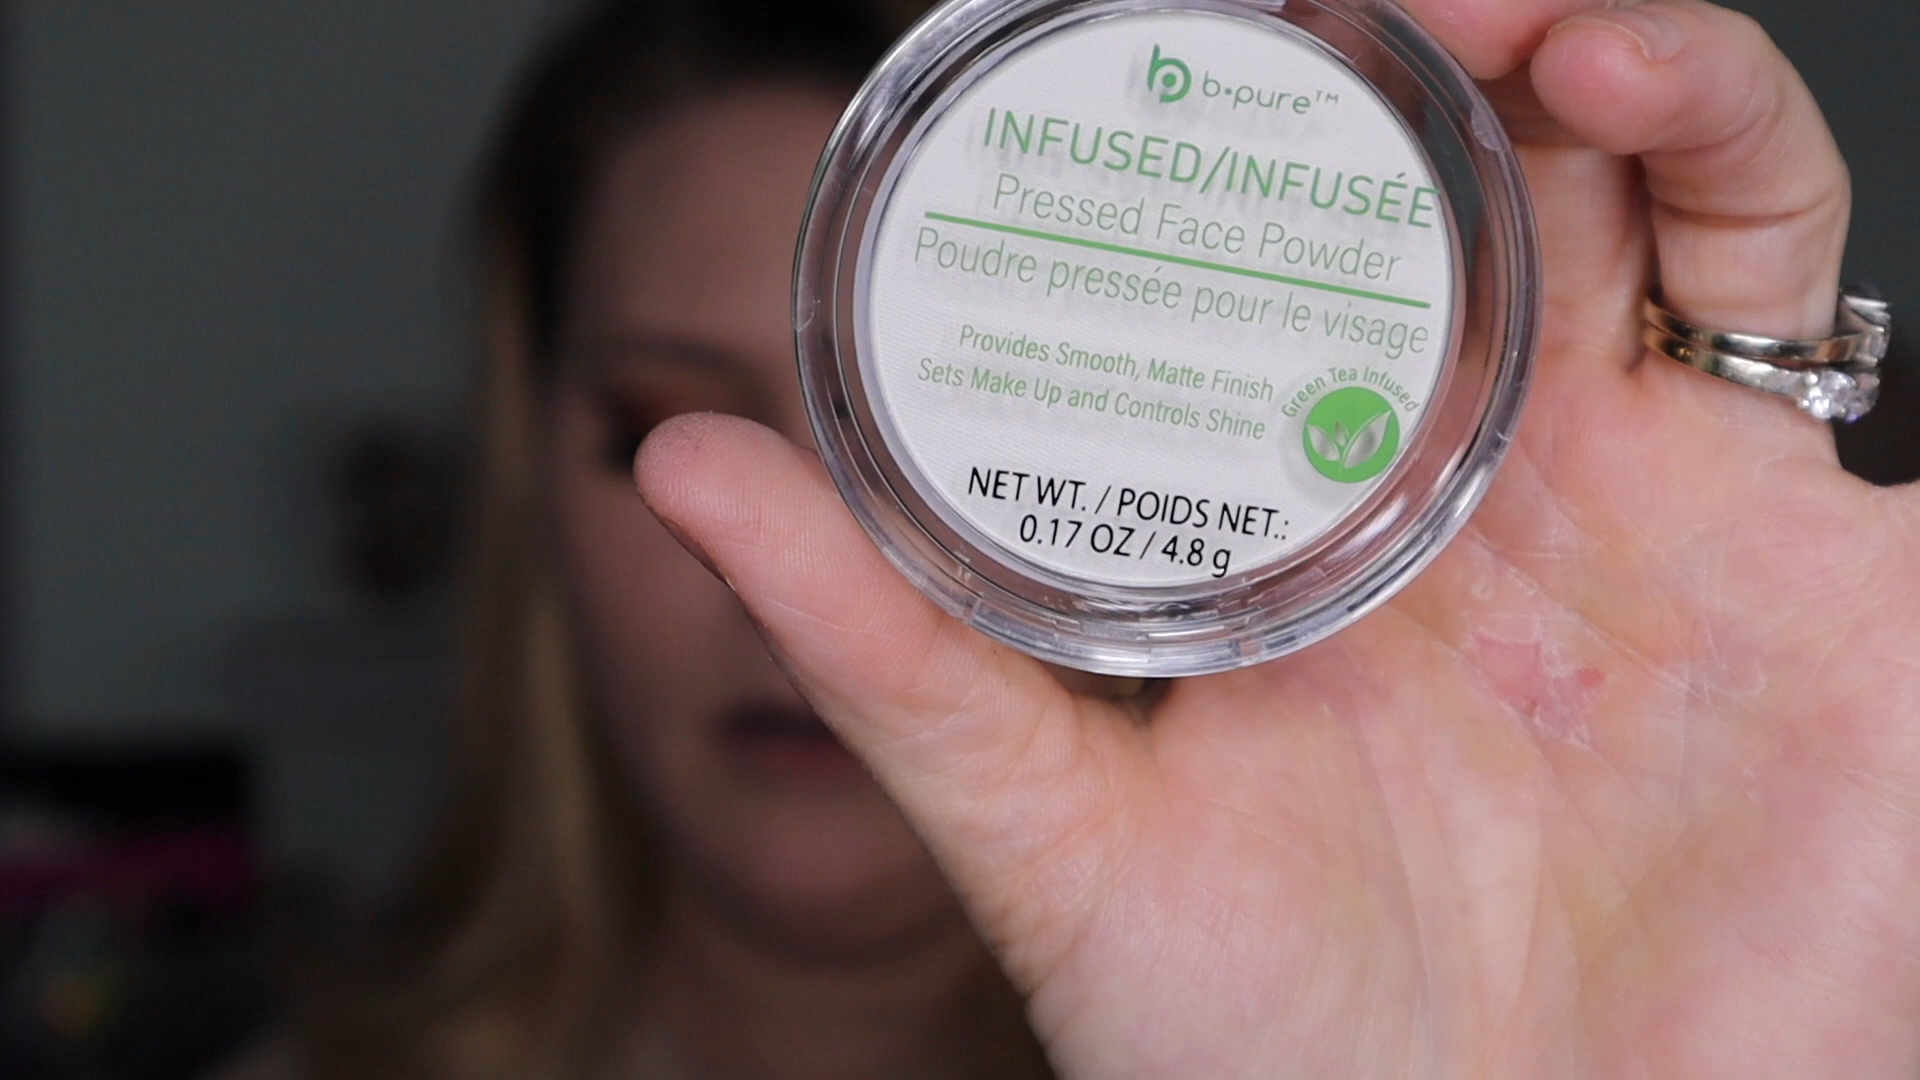 b•pure™
INFUSED/INFUSÉE
Pressed Face Powder
Poudre pressée pour le visage
Provides Smooth, Matte Finish
Sets Make Up and Controls Shine
Green Tea Infused
NET WT. / POIDS NET.:
0.17 OZ / 4.8 g